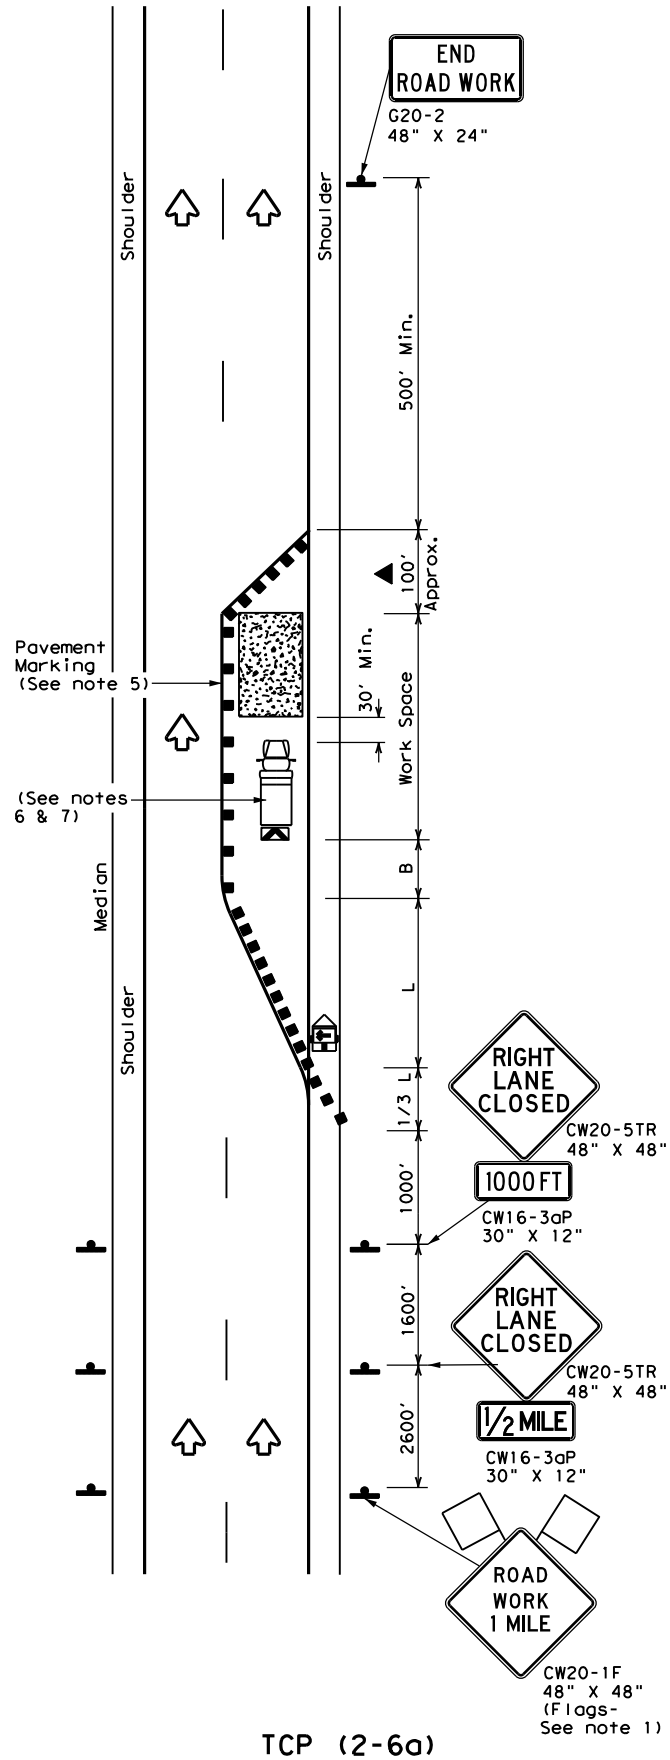 END
ROAD WORK
G20-2
48" X 24"
Shoulder
Shoulder
500' Min.
100'
Approx.
Pavement
Marking
(See note 5)
30' Min.
Work Space
(See notes
6 & 7)
B
Median
L
Shoulder
RIGHT
LANE
CLOSED
1/3 L
CW20-5TR
48" X 48"
1000 FT
1000'
CW16-3aP
30" X 12"
RIGHT
LANE
CLOSED
1600'
CW20-5TR
48" X 48"
1/2 MILE
2600'
CW16-3aP
30" X 12"
ROAD
WORK
1 MILE
CW20-1F
48" X 48"
(Flags-
See note 1)
TCP (2-6a)